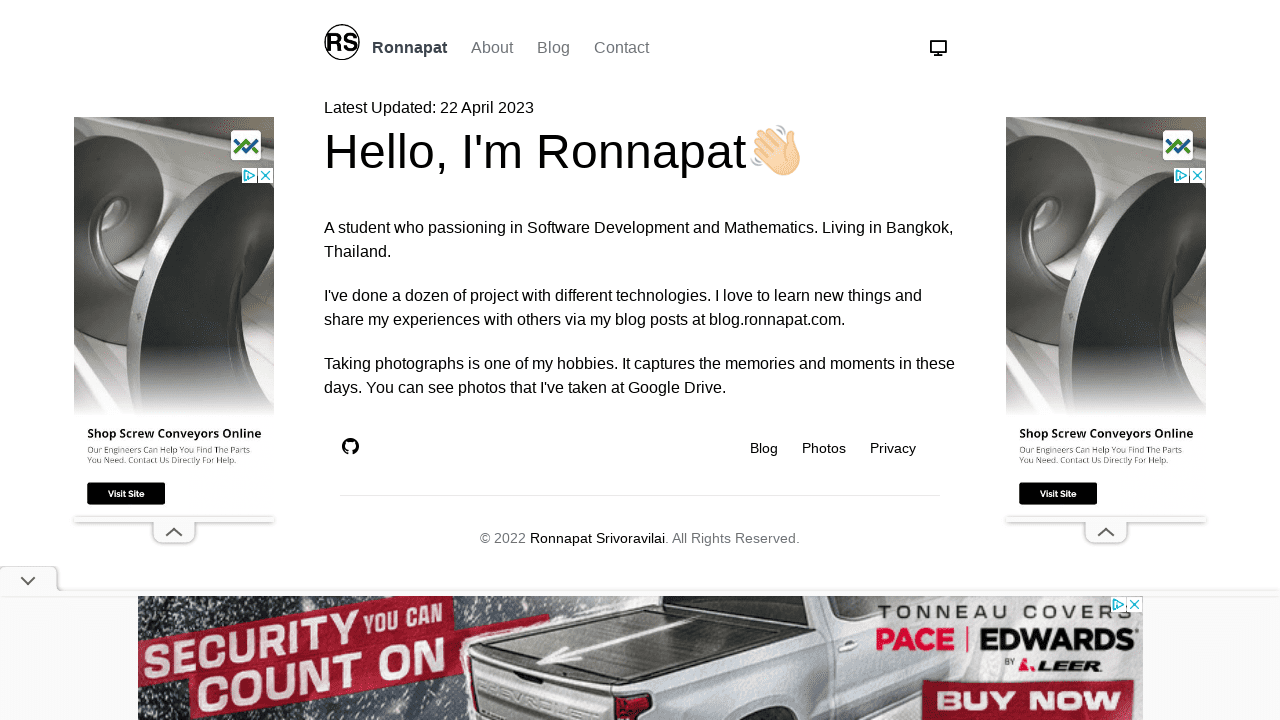 RS
Ronnapat About Blog Contact
Latest Updated: 22 April 2023
Hello, I'm Ronnapat👋🏻
A student who passioning in Software Development and Mathematics. Living in Bangkok,
Thailand.
I've done a dozen of project with different technologies. I love to learn new things and
share my experiences with others via my blog posts at blog.ronnapat.com.
Taking photographs is one of my hobbies. It captures the memories and moments in these
days. You can see photos that I've taken at Google Drive.
Blog Photos Privacy
© 2022 Ronnapat Srivoravilai. All Rights Reserved.
Shop Screw Conveyors Online
Our Engineers Can Help You Find The Parts
You Need. Contact Us Directly For Help.
Visit Site
Shop Screw Conveyors Online
Our Engineers Can Help You Find The Parts
You Need. Contact Us Directly For Help.
Visit Site
SECURITY YOU CAN
COUNT ON
CHEVROLET
TONNEAU COVERS
PACE | EDWARDS
BY LEER
BUY NOW